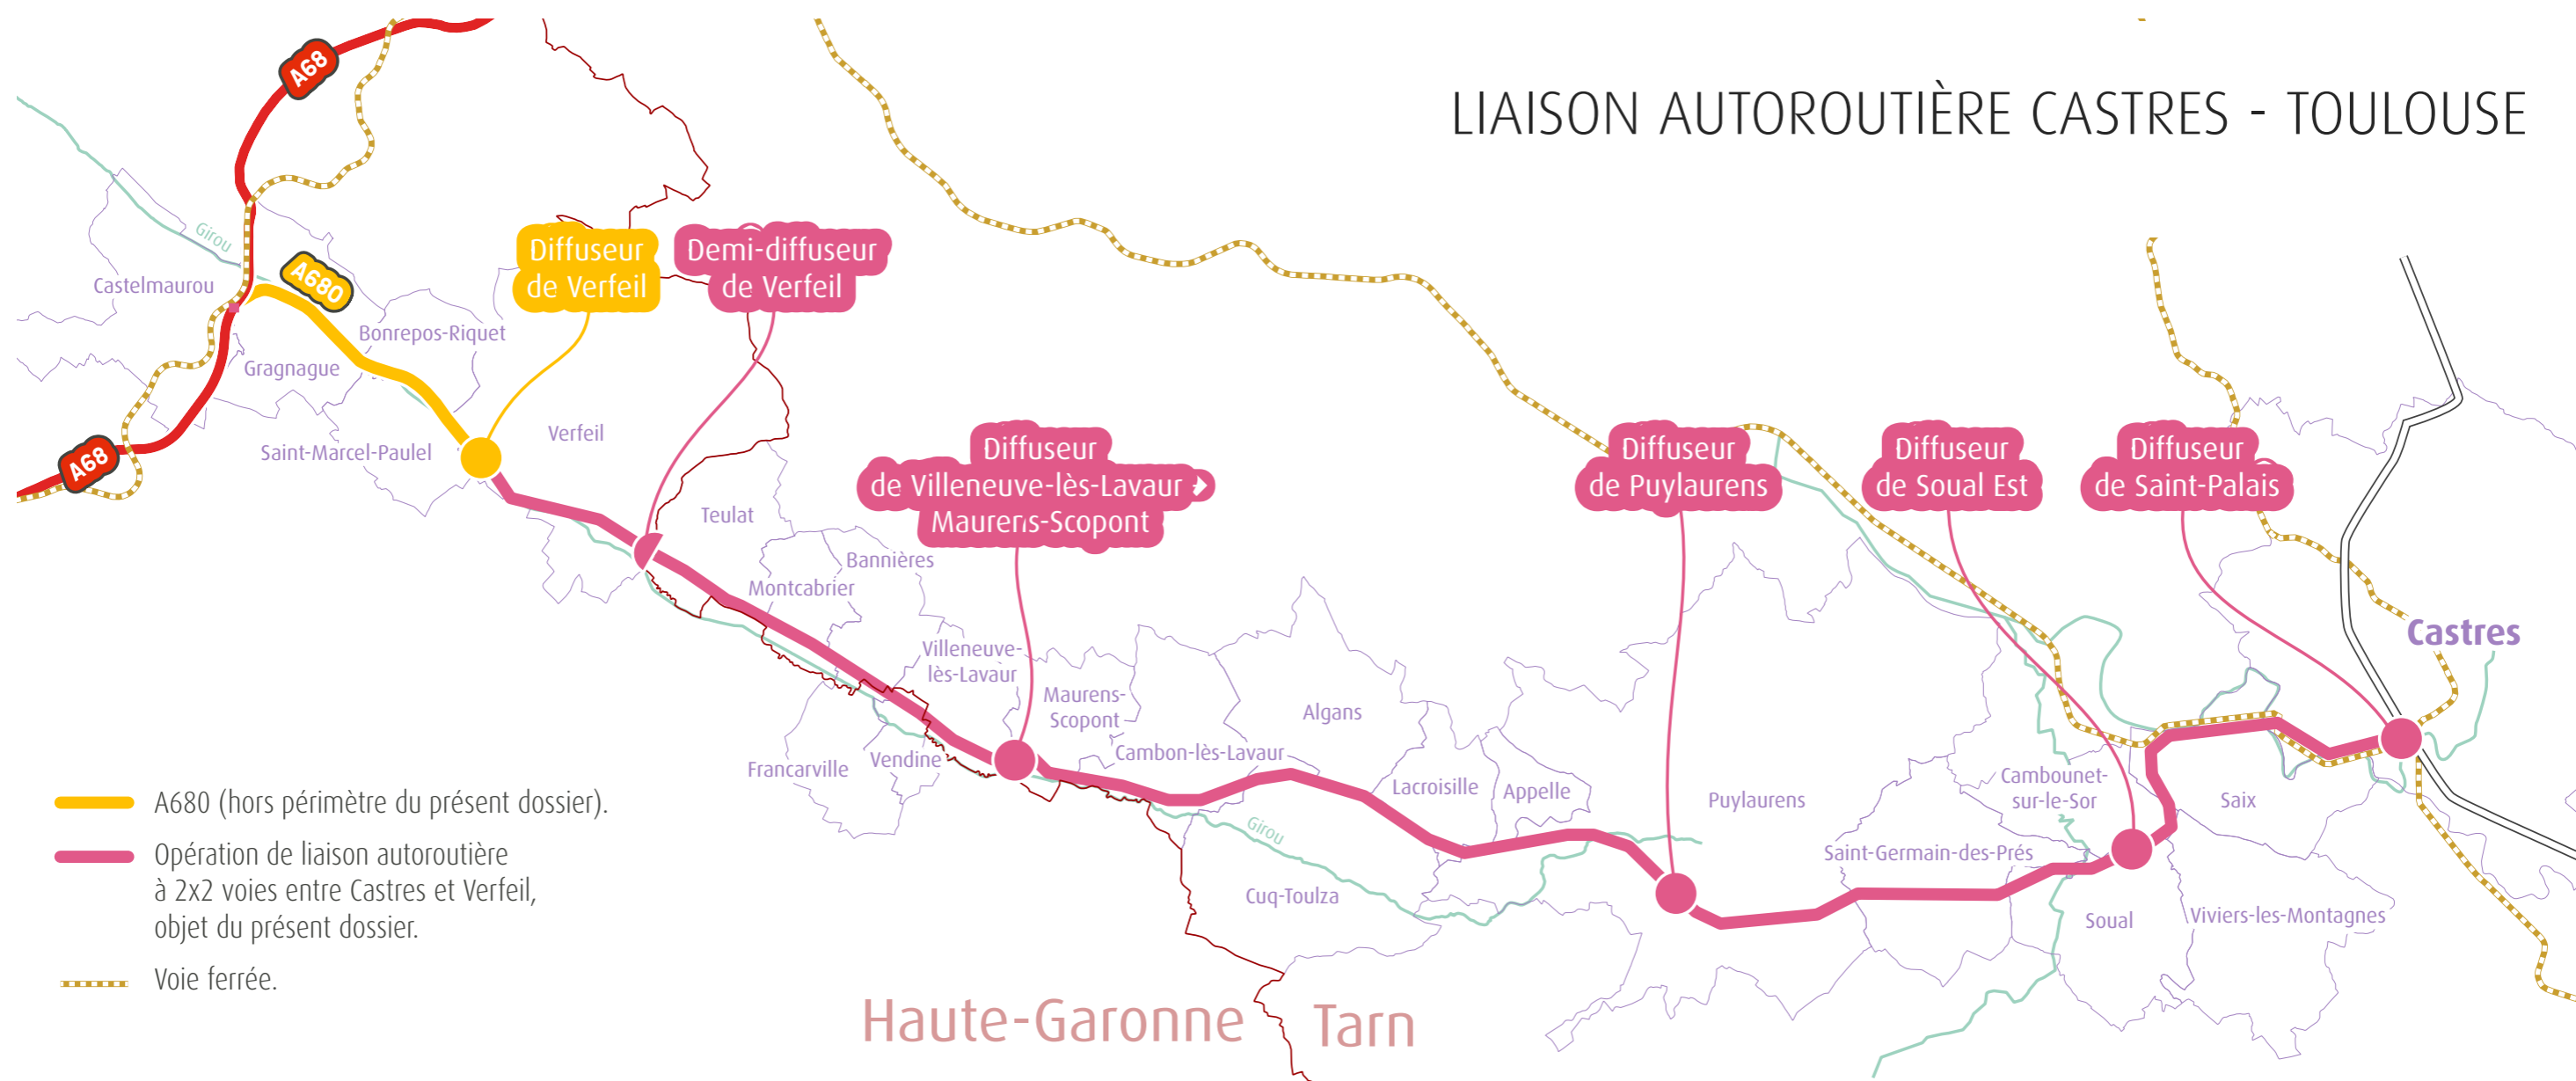 LIAISON AUTOROUTIÈRE CASTRES - TOULOUSE
A68
Girou
Castelmaurou
A680
Diffuseur
de Verfeil
Demi-diffuseur
de Verfeil
Bonrepos-Riquet
Gragnague
Saint-Marcel-Paulel
A68
Verfeil
Teulat
Bannières
Montcabrier
Diffuseur
de Villeneuve-lès-Lavaur
Maurens-Scopont
Diffuseur
de Puylaurens
Diffuseur
de Soual Est
Diffuseur
de Saint-Palais
Castres
Villeneuve-
lès-Lavaur
Maurens-
Scopont
Algans
Cambon-lès-Lavaur
Francarville
Vendine
Lacroisille
Appelle
Puylaurens
Cambounet-
sur-le-Sor
Saix
Girou
Saint-Germain-des-Prés
Cuq-Toulza
Soual
Viviers-les-Montagnes
A680 (hors périmètre du présent dossier).
Opération de liaison autoroutière
à 2x2 voies entre Castres et Verfeil,
objet du présent dossier.
Voie ferrée.
Haute-Garonne
Tarn